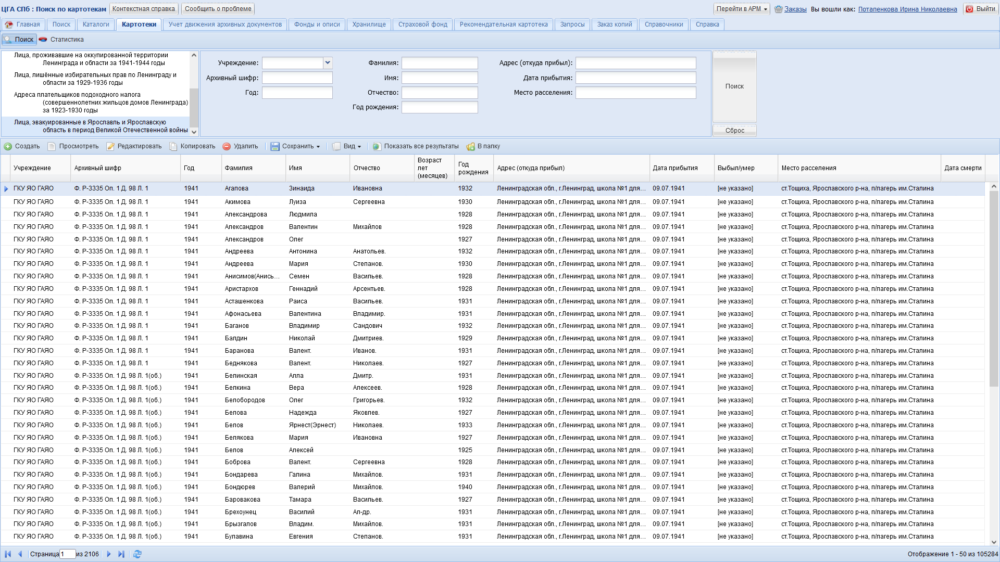 ЦГА СПб : Поиск по картотекам Контекстная справка Сообщить о проблеме Перейти в АРМ Заказы Вы вошли как: Потапенкова Ирина Николаевна Выйти
Главная Поиск Каталоги Картотеки Учет движения архивных документов Фонды и описи Хранилище Страховой фонд Рекомендательная картотека Запросы Заказ копий Справочники Справка
Поиск Статистика
Лица, проживавшие на оккупированной территории
Ленинграда и области за 1941-1944 годы
Лица, лишённые избирательных прав по Ленинграду и
области за 1929-1936 годы
Адреса плательщиков подоходного налога
(совершеннолетних жильцов домов Ленинграда)
за 1923-1930 годы
Лица, эвакуированные в Ярославль и Ярославскую
область в период Великой Отечественной войны
Учреждение: Фамилия: Адрес (откуда прибыл):
Архивный шифр: Имя: Дата прибытия:
Год: Отчество: Место расселения:
Год рождения:
Поиск
Сброс
Создать Просмотреть Редактировать Копировать Удалить Сохранить Вид Показать все результаты В папку
Учреждение Архивный шифр Год Фамилия Имя Отчество Возраст лет (месяцев) Год рождения Адрес (откуда прибыл) Дата прибытия Выбыл/умер Место расселения Дата смерти
ГКУ ЯО ГАЯО Ф. Р-3335 Оп. 1 Д. 98 Л. 1 1941 Агапова Зинаида Ивановна 1932 Ленинградская обл., г.Ленинград, школа №1 для... 09.07.1941 [не указано] ст.Тощиха, Ярославского р-на, п/лагерь им.Сталина
ГКУ ЯО ГАЯО Ф. Р-3335 Оп. 1 Д. 98 Л. 1 1941 Акимова Луиза Сергеевна 1930 Ленинградская обл., г.Ленинград, школа №1 для... 09.07.1941 [не указано] ст.Тощиха, Ярославского р-на, п/лагерь им.Сталина
ГКУ ЯО ГАЯО Ф. Р-3335 Оп. 1 Д. 98 Л. 1 1941 Александрова Людмила 1928 Ленинградская обл., г.Ленинград, школа №1 для... 09.07.1941 [не указано] ст.Тощиха, Ярославского р-на, п/лагерь им.Сталина
ГКУ ЯО ГАЯО Ф. Р-3335 Оп. 1 Д. 98 Л. 1 1941 Александров Валентин Михайлов 1928 Ленинградская обл., г.Ленинград, школа №1 для... 09.07.1941 [не указано] ст.Тощиха, Ярославского р-на, п/лагерь им.Сталина
ГКУ ЯО ГАЯО Ф. Р-3335 Оп. 1 Д. 98 Л. 1 1941 Александров Олег 1927 Ленинградская обл., г.Ленинград, школа №1 для... 09.07.1941 [не указано] ст.Тощиха, Ярославского р-на, п/лагерь им.Сталина
ГКУ ЯО ГАЯО Ф. Р-3335 Оп. 1 Д. 98 Л. 1 1941 Андреева Антонина Анатольев. 1932 Ленинградская обл., г.Ленинград, школа №1 для... 09.07.1941 [не указано] ст.Тощиха, Ярославского р-на, п/лагерь им.Сталина
ГКУ ЯО ГАЯО Ф. Р-3335 Оп. 1 Д. 98 Л. 1 1941 Андреева Мария Степанов. 1930 Ленинградская обл., г.Ленинград, школа №1 для... 09.07.1941 [не указано] ст.Тощиха, Ярославского р-на, п/лагерь им.Сталина
ГКУ ЯО ГАЯО Ф. Р-3335 Оп. 1 Д. 98 Л. 1 1941 Анисимов(Анись... Семен Васильев. 1928 Ленинградская обл., г.Ленинград, школа №1 для... 09.07.1941 [не указано] ст.Тощиха, Ярославского р-на, п/лагерь им.Сталина
ГКУ ЯО ГАЯО Ф. Р-3335 Оп. 1 Д. 98 Л. 1 1941 Аристархов Геннадий Арсентьев. 1928 Ленинградская обл., г.Ленинград, школа №1 для... 09.07.1941 [не указано] ст.Тощиха, Ярославского р-на, п/лагерь им.Сталина
ГКУ ЯО ГАЯО Ф. Р-3335 Оп. 1 Д. 98 Л. 1 1941 Асташенкова Раиса Васильев. 1931 Ленинградская обл., г.Ленинград, школа №1 для... 09.07.1941 [не указано] ст.Тощиха, Ярославского р-на, п/лагерь им.Сталина
ГКУ ЯО ГАЯО Ф. Р-3335 Оп. 1 Д. 98 Л. 1 1941 Афонасьева Валентина Владимир. 1931 Ленинградская обл., г.Ленинград, школа №1 для... 09.07.1941 [не указано] ст.Тощиха, Ярославского р-на, п/лагерь им.Сталина
ГКУ ЯО ГАЯО Ф. Р-3335 Оп. 1 Д. 98 Л. 1 1941 Баганов Владимир Сандович 1932 Ленинградская обл., г.Ленинград, школа №1 для... 09.07.1941 [не указано] ст.Тощиха, Ярославского р-на, п/лагерь им.Сталина
ГКУ ЯО ГАЯО Ф. Р-3335 Оп. 1 Д. 98 Л. 1 1941 Балдин Николай Дмитриев. 1929 Ленинградская обл., г.Ленинград, школа №1 для... 09.07.1941 [не указано] ст.Тощиха, Ярославского р-на, п/лагерь им.Сталина
ГКУ ЯО ГАЯО Ф. Р-3335 Оп. 1 Д. 98 Л. 1 1941 Баранова Валент. Иванов. 1931 Ленинградская обл., г.Ленинград, школа №1 для... 09.07.1941 [не указано] ст.Тощиха, Ярославского р-на, п/лагерь им.Сталина
ГКУ ЯО ГАЯО Ф. Р-3335 Оп. 1 Д. 98 Л. 1 1941 Беднякова Валент. Николаев. 1927 Ленинградская обл., г.Ленинград, школа №1 для... 09.07.1941 [не указано] ст.Тощиха, Ярославского р-на, п/лагерь им.Сталина
ГКУ ЯО ГАЯО Ф. Р-3335 Оп. 1 Д. 98 Л. 1(об.) 1941 Белинская Алла Дмитр. 1931 Ленинградская обл., г.Ленинград, школа №1 для... 09.07.1941 [не указано] ст.Тощиха, Ярославского р-на, п/лагерь им.Сталина
ГКУ ЯО ГАЯО Ф. Р-3335 Оп. 1 Д. 98 Л. 1(об.) 1941 Белкина Вера Алексеев. 1928 Ленинградская обл., г.Ленинград, школа №1 для... 09.07.1941 [не указано] ст.Тощиха, Ярославского р-на, п/лагерь им.Сталина
ГКУ ЯО ГАЯО Ф. Р-3335 Оп. 1 Д. 98 Л. 1(об.) 1941 Белобородов Олег Григорьев. 1932 Ленинградская обл., г.Ленинград, школа №1 для... 09.07.1941 [не указано] ст.Тощиха, Ярославского р-на, п/лагерь им.Сталина
ГКУ ЯО ГАЯО Ф. Р-3335 Оп. 1 Д. 98 Л. 1(об.) 1941 Белова Надежда Яковлев. 1927 Ленинградская обл., г.Ленинград, школа №1 для... 09.07.1941 [не указано] ст.Тощиха, Ярославского р-на, п/лагерь им.Сталина
ГКУ ЯО ГАЯО Ф. Р-3335 Оп. 1 Д. 98 Л. 1(об.) 1941 Белов Ярнест(Эрнест) Николаев. 1933 Ленинградская обл., г.Ленинград, школа №1 для... 09.07.1941 [не указано] ст.Тощиха, Ярославского р-на, п/лагерь им.Сталина
ГКУ ЯО ГАЯО Ф. Р-3335 Оп. 1 Д. 98 Л. 1(об.) 1941 Белякова Мария Ивановна 1927 Ленинградская обл., г.Ленинград, школа №1 для... 09.07.1941 [не указано] ст.Тощиха, Ярославского р-на, п/лагерь им.Сталина
ГКУ ЯО ГАЯО Ф. Р-3335 Оп. 1 Д. 98 Л. 1(об.) 1941 Белов Алексей 1925 Ленинградская обл., г.Ленинград, школа №1 для... 09.07.1941 [не указано] ст.Тощиха, Ярославского р-на, п/лагерь им.Сталина
ГКУ ЯО ГАЯО Ф. Р-3335 Оп. 1 Д. 98 Л. 1(об.) 1941 Боброва Валент. Сергеевна 1928 Ленинградская обл., г.Ленинград, школа №1 для... 09.07.1941 [не указано] ст.Тощиха, Ярославского р-на, п/лагерь им.Сталина
ГКУ ЯО ГАЯО Ф. Р-3335 Оп. 1 Д. 98 Л. 1(об.) 1941 Бондарева Галина Михайлов. 1931 Ленинградская обл., г.Ленинград, школа №1 для... 09.07.1941 [не указано] ст.Тощиха, Ярославского р-на, п/лагерь им.Сталина
ГКУ ЯО ГАЯО Ф. Р-3335 Оп. 1 Д. 98 Л. 1(об.) 1941 Бондюрев Валерий Михайлов. 1940 Ленинградская обл., г.Ленинград, школа №1 для... 09.07.1941 [не указано] ст.Тощиха, Ярославского р-на, п/лагерь им.Сталина
ГКУ ЯО ГАЯО Ф. Р-3335 Оп. 1 Д. 98 Л. 1(об.) 1941 Баровакова Тамара Васильев. 1927 Ленинградская обл., г.Ленинград, школа №1 для... 09.07.1941 [не указано] ст.Тощиха, Ярославского р-на, п/лагерь им.Сталина
ГКУ ЯО ГАЯО Ф. Р-3335 Оп. 1 Д. 98 Л. 1(об.) 1941 Брехоунец Василий Ал-др. 1931 Ленинградская обл., г.Ленинград, школа №1 для... 09.07.1941 [не указано] ст.Тощиха, Ярославского р-на, п/лагерь им.Сталина
ГКУ ЯО ГАЯО Ф. Р-3335 Оп. 1 Д. 98 Л. 1(об.) 1941 Брызгалов Владим. Михайлов. 1931 Ленинградская обл., г.Ленинград, школа №1 для... 09.07.1941 [не указано] ст.Тощиха, Ярославского р-на, п/лагерь им.Сталина
ГКУ ЯО ГАЯО Ф. Р-3335 Оп. 1 Д. 98 Л. 1(об.) 1941 Булавина Евгения Степанов. 1931 Ленинградская обл., г.Ленинград, школа №1 для... 09.07.1941 [не указано] ст.Тощиха, Ярославского р-на, п/лагерь им.Сталина
Страница 1 из 2106 Отображение 1 - 50 из 105284